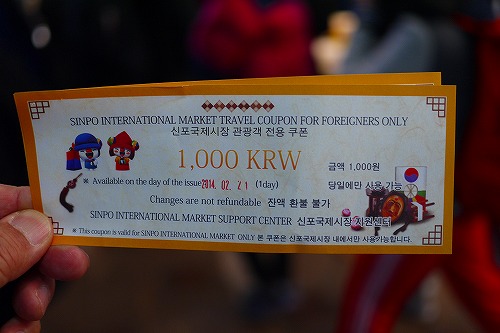 SINPO INTERNATIONAL MARKET TRAVEL COUPON FOR FOREIGNERS ONLY
신포국제시장 관광객 전용 쿠폰
1,000 KRW 금액 1,000원
※ Available on the day of the issue 2014. 02. 21 (1day) 당일에만 사용 가능
Changes are not refundable 잔액 환불 불가
SINPO INTERNATIONAL MARKET SUPPORT CENTER 신포국제시장 지원센터
※ This coupon is valid for SINPO INTERNATIONAL MARKET ONLY 본 쿠폰은 신포국제시장 내에서만 사용가능합니다.